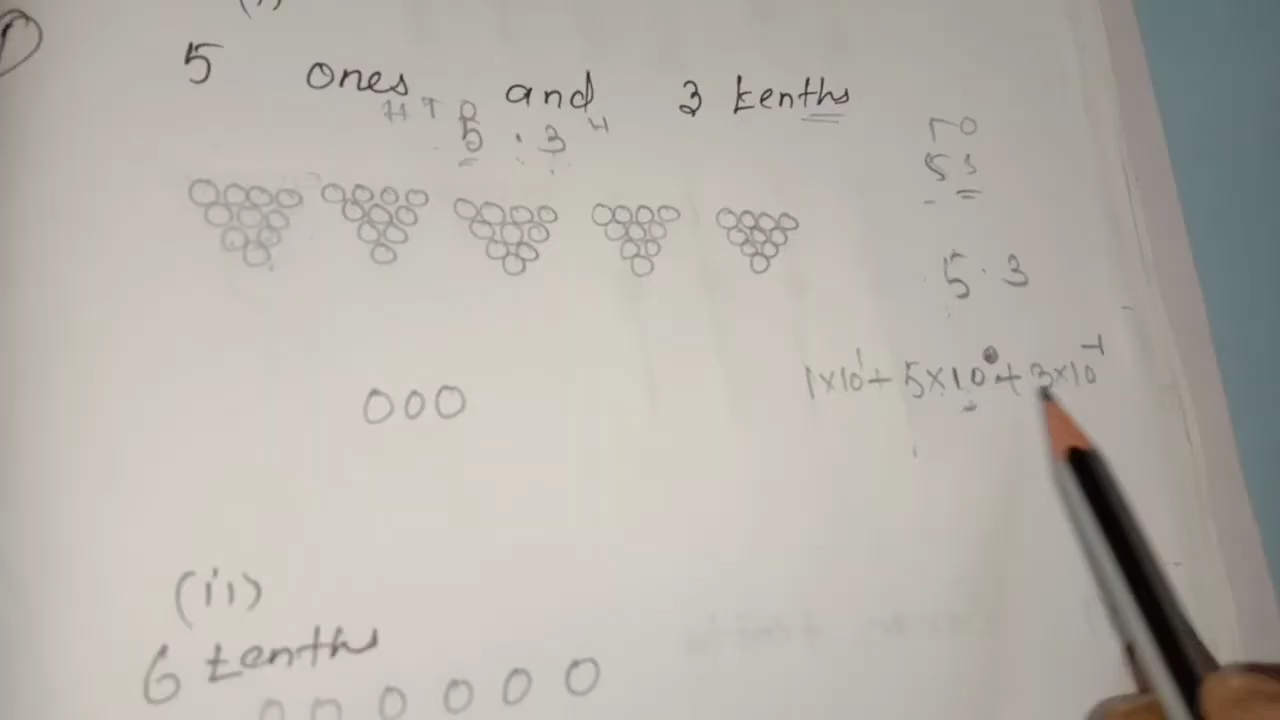 5 ones and 3 tenths
H T O
5 . 3
T O
5 3
5 . 3
1×10¹ + 5×10⁰ + 3×10⁻¹
(ii)
6 tenths